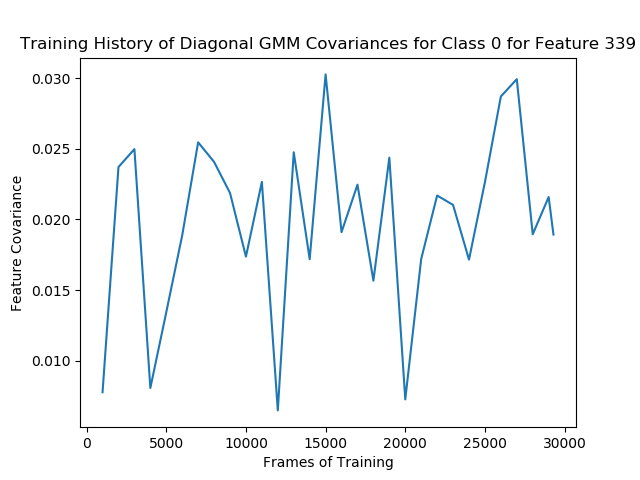 Training History of Diagonal GMM Covariances for Class 0 for Feature 339
0.030
0.025
0.020
0.015
0.010
Feature Covariance
0 5000 10000 15000 20000 25000 30000
Frames of Training